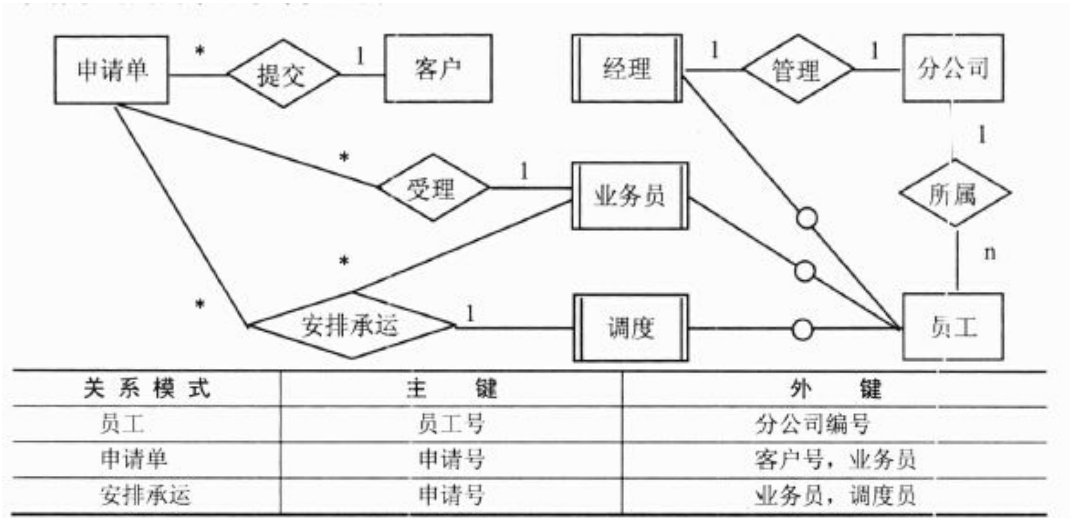 申请单 * 提交 1 客户 经理 1 管理 1 分公司
1
* 受理 1 业务员 所属
* n
* 安排承运 1 调度 员工
关系模式 主键 外键
员工 员工号 分公司编号
申请单 申请号 客户号，业务员
安排承运 申请号 业务员，调度员